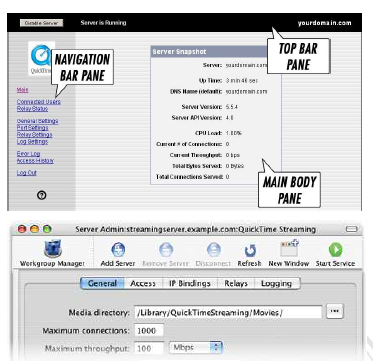 Disable Server Server is Running yourdomain.com
TOP BAR PANE
NAVIGATION BAR PANE
QuickTime
Main
Connected Users
Relay Status
General Settings
Port Settings
Relay Settings
Log Settings
Error Log
Access History
Log Out
?
Server Snapshot
Server: yourdomain.com
Up Time: 3 min 46 sec
DNS Name (default): yourdomain.com
Server Version: 5.5.4
Server API Version: 4.0
CPU Load: 1.00%
Current # of Connections: 0
Current Throughput: 0 bps
Total Bytes Served: 0 bytes
Total Connections Served: 0
MAIN BODY PANE
Server Admin:streamingserver.example.com:QuickTime Streaming
Workgroup Manager Add Server Remove Server Disconnect Refresh New Window Start Service
General Access IP Bindings Relays Logging
Media directory: /Library/QuickTimeStreaming/Movies/ ...
Maximum connections: 1000
Maximum throughput: 100 Mbps